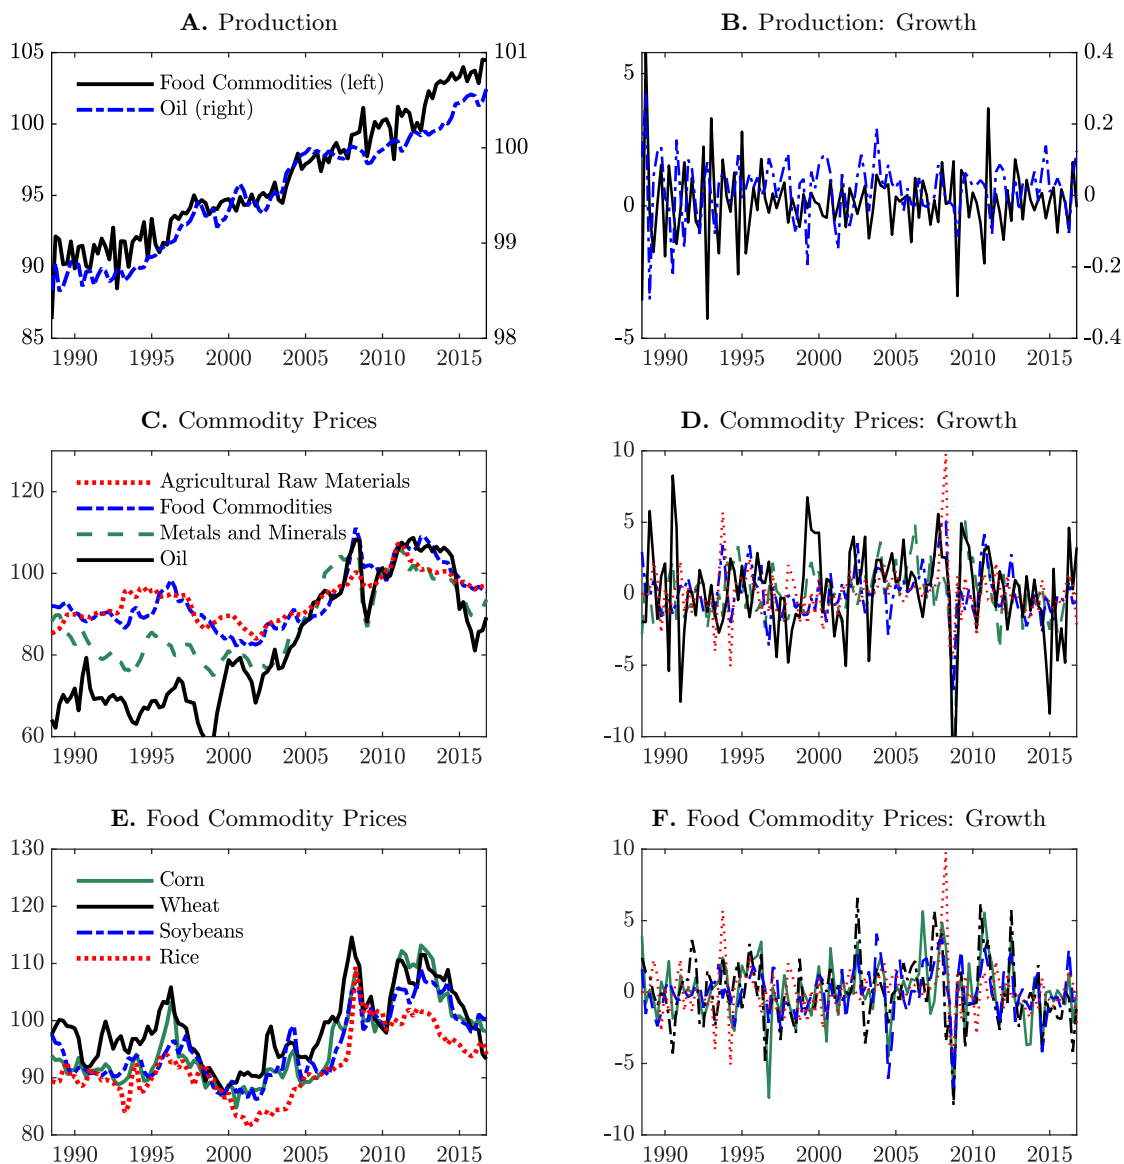 A. Production
105
100
95
90
85
101
100
99
98
Food Commodities (left)
Oil (right)
1990 1995 2000 2005 2010 2015
B. Production: Growth
5
0
-5
0.4
0.2
0
-0.2
-0.4
1990 1995 2000 2005 2010 2015
C. Commodity Prices
120
100
80
60
Agricultural Raw Materials
Food Commodities
Metals and Minerals
Oil
1990 1995 2000 2005 2010 2015
D. Commodity Prices: Growth
10
5
0
-5
-10
1990 1995 2000 2005 2010 2015
E. Food Commodity Prices
130
120
110
100
90
80
Corn
Wheat
Soybeans
Rice
1990 1995 2000 2005 2010 2015
F. Food Commodity Prices: Growth
10
5
0
-5
-10
1990 1995 2000 2005 2010 2015